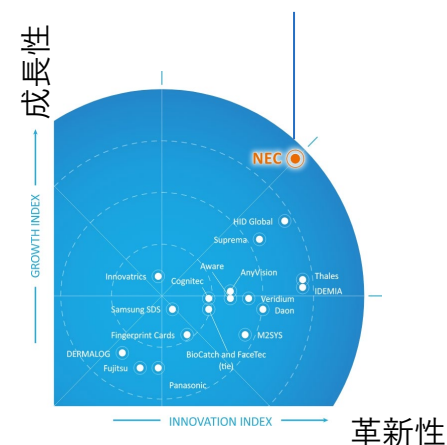 成長性
GROWTH INDEX
NEC
HID Global
Suprema
Aware
AnyVision
Innovatrics
Cognitec
Thales
IDEMIA
Veridium
Samsung SDS
Daon
Fingerprint Cards
M2SYS
DERMALOG
BioCatch and FaceTec
(tie)
Fujitsu
Panasonic
INNOVATION INDEX
革新性